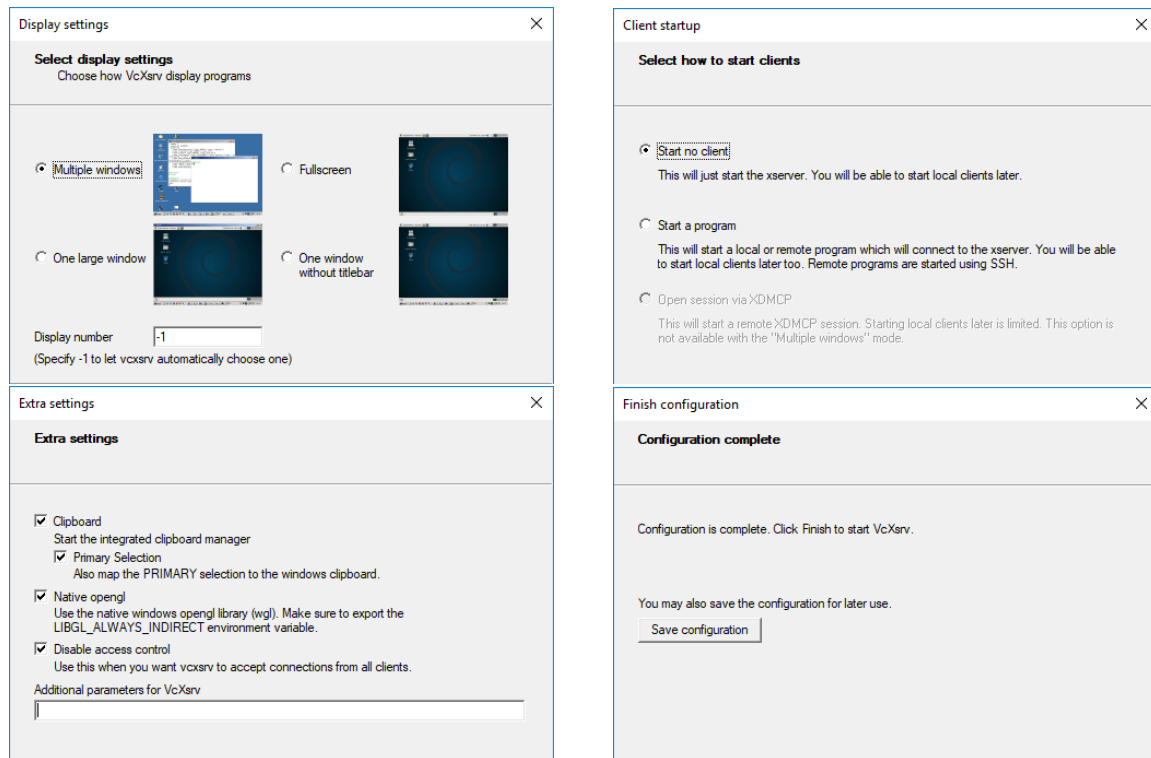 Display settings
Select display settings
Choose how VcXsrv display programs
Multiple windows
Fullscreen
One large window
One window
without titlebar
Display number
-1
(Specify -1 to let vcxsrv automatically choose one)
Client startup
Select how to start clients
Start no client
This will just start the xserver. You will be able to start local clients later.
Start a program
This will start a local or remote program which will connect to the xserver. You will be able
to start local clients later too. Remote programs are started using SSH.
Open session via XDMCP
This will start a remote XDMCP session. Starting local clients later is limited. This option is
not available with the "Multiple windows" mode.
Extra settings
Extra settings
Clipboard
Start the integrated clipboard manager
Primary Selection
Also map the PRIMARY selection to the windows clipboard.
Native opengl
Use the native windows opengl library (wgl). Make sure to export the
LIBGL_ALWAYS_INDIRECT environment variable.
Disable access control
Use this when you want vcxsrv to accept connections from all clients.
Additional parameters for VcXsrv
Finish configuration
Configuration complete
Configuration is complete. Click Finish to start VcXsrv.
You may also save the configuration for later use.
Save configuration